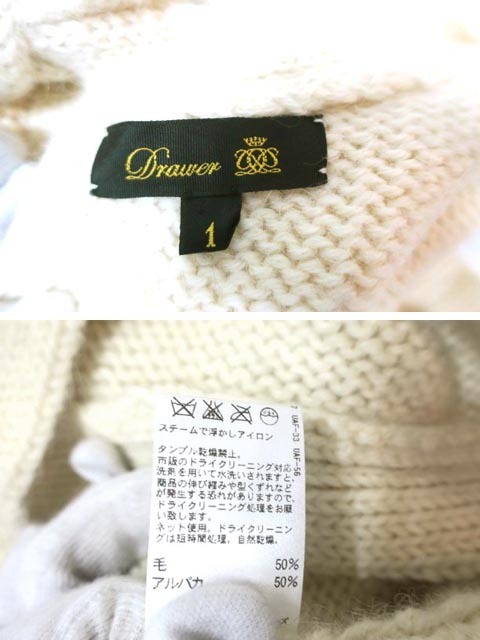 Drawer
1
スチームで浮かしアイロン
タンブル乾燥禁止。
市販のドライクリーニング対応
洗剤を用いて水洗いされますと、
商品の伸び縮みや型くずれなど
が発生する恐れがありますので、
ドライクリーニング処理をお願
い致します。
ネット使用。ドライクリーニン
グは短時間処理。自然乾燥。
毛 50%
アルパカ 50%
7 UAF-33 UAF-56